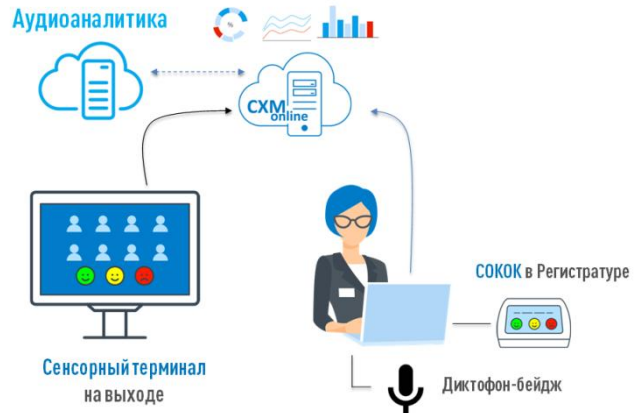 Аудиоаналитика
%
CXM
online
СОКОК в Регистратуре
Сенсорный терминал
на выходе
Диктофон-бейдж